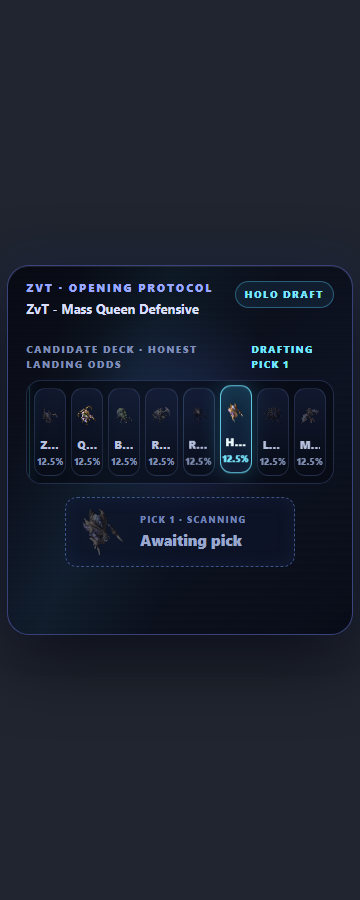 ZVT · OPENING PROTOCOL
ZvT - Mass Queen Defensive
HOLO DRAFT
CANDIDATE DECK · HONEST
LANDING ODDS
DRAFTING
PICK 1
Z... Q... B... R... R... H... L... M...
12.5% 12.5% 12.5% 12.5% 12.5% 12.5% 12.5% 12.5%
PICK 1 · SCANNING
Awaiting pick